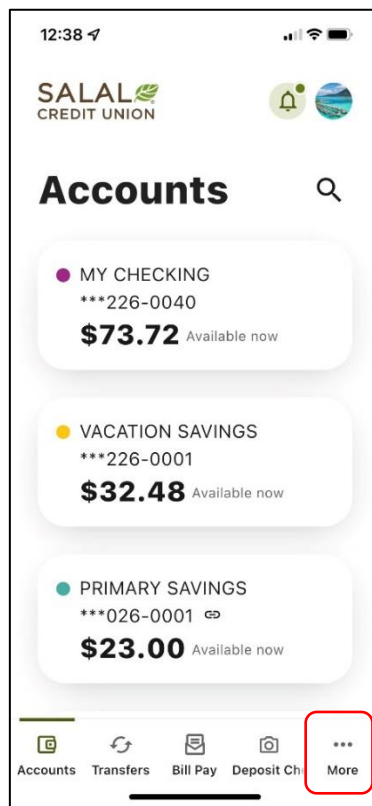 12:38
SALAL
CREDIT UNION
Accounts
MY CHECKING
***226-0040
$73.72 Available now
VACATION SAVINGS
***226-0001
$32.48 Available now
PRIMARY SAVINGS
***026-0001
$23.00 Available now
Accounts Transfers Bill Pay Deposit Ch More